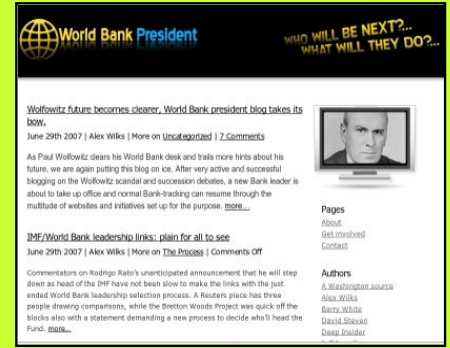 World Bank President
WHO WILL BE NEXT?...
WHAT WILL THEY DO?...
Wolfowitz future becomes clearer, World Bank president blog takes its
bow.
June 29th 2007 | Alex Wilks | More on Uncategorized | 7 Comments
As Paul Wolfowitz clears his World Bank desk and trails more hints about his
future, we are again putting this blog on ice. After very active and successful
blogging on the Wolfowitz scandal and succession debates, a new Bank leader is
about to take up office and normal Bank-tracking can resume through the
multitude of websites and initiatives set up for the purpose. more...
IMF/World Bank leadership links: plain for all to see
June 29th 2007 | Alex Wilks | More on The Process | Comments Off
Commentators on Rodrigo Rato's unanticipated announcement that he will step
down as head of the IMF have not been slow to make the links with the just
ended World Bank leadership selection process. A Reuters piece has three
people drawing comparisons, while the Bretton Woods Project was quick off the
blocks also with a statement demanding a new process to decide who'll head the
Fund. more...
Pages
About
Get involved
Contact
Authors
A Washington source
Alex Wilks
Barry White
David Steven
Deep Insider